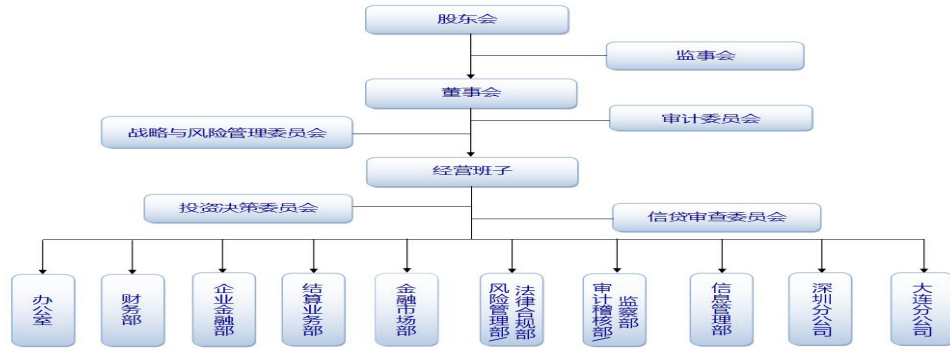 股东会
监事会
董事会
审计委员会
战略与风险管理委员会
经营班子
投资决策委员会
信贷审查委员会
办公室
财务部
企业金融部
结算业务部
金融市场部
风险管理部/
法律合规部
审计稽核部/
监察部
信息管理部
深圳分公司
大连分公司